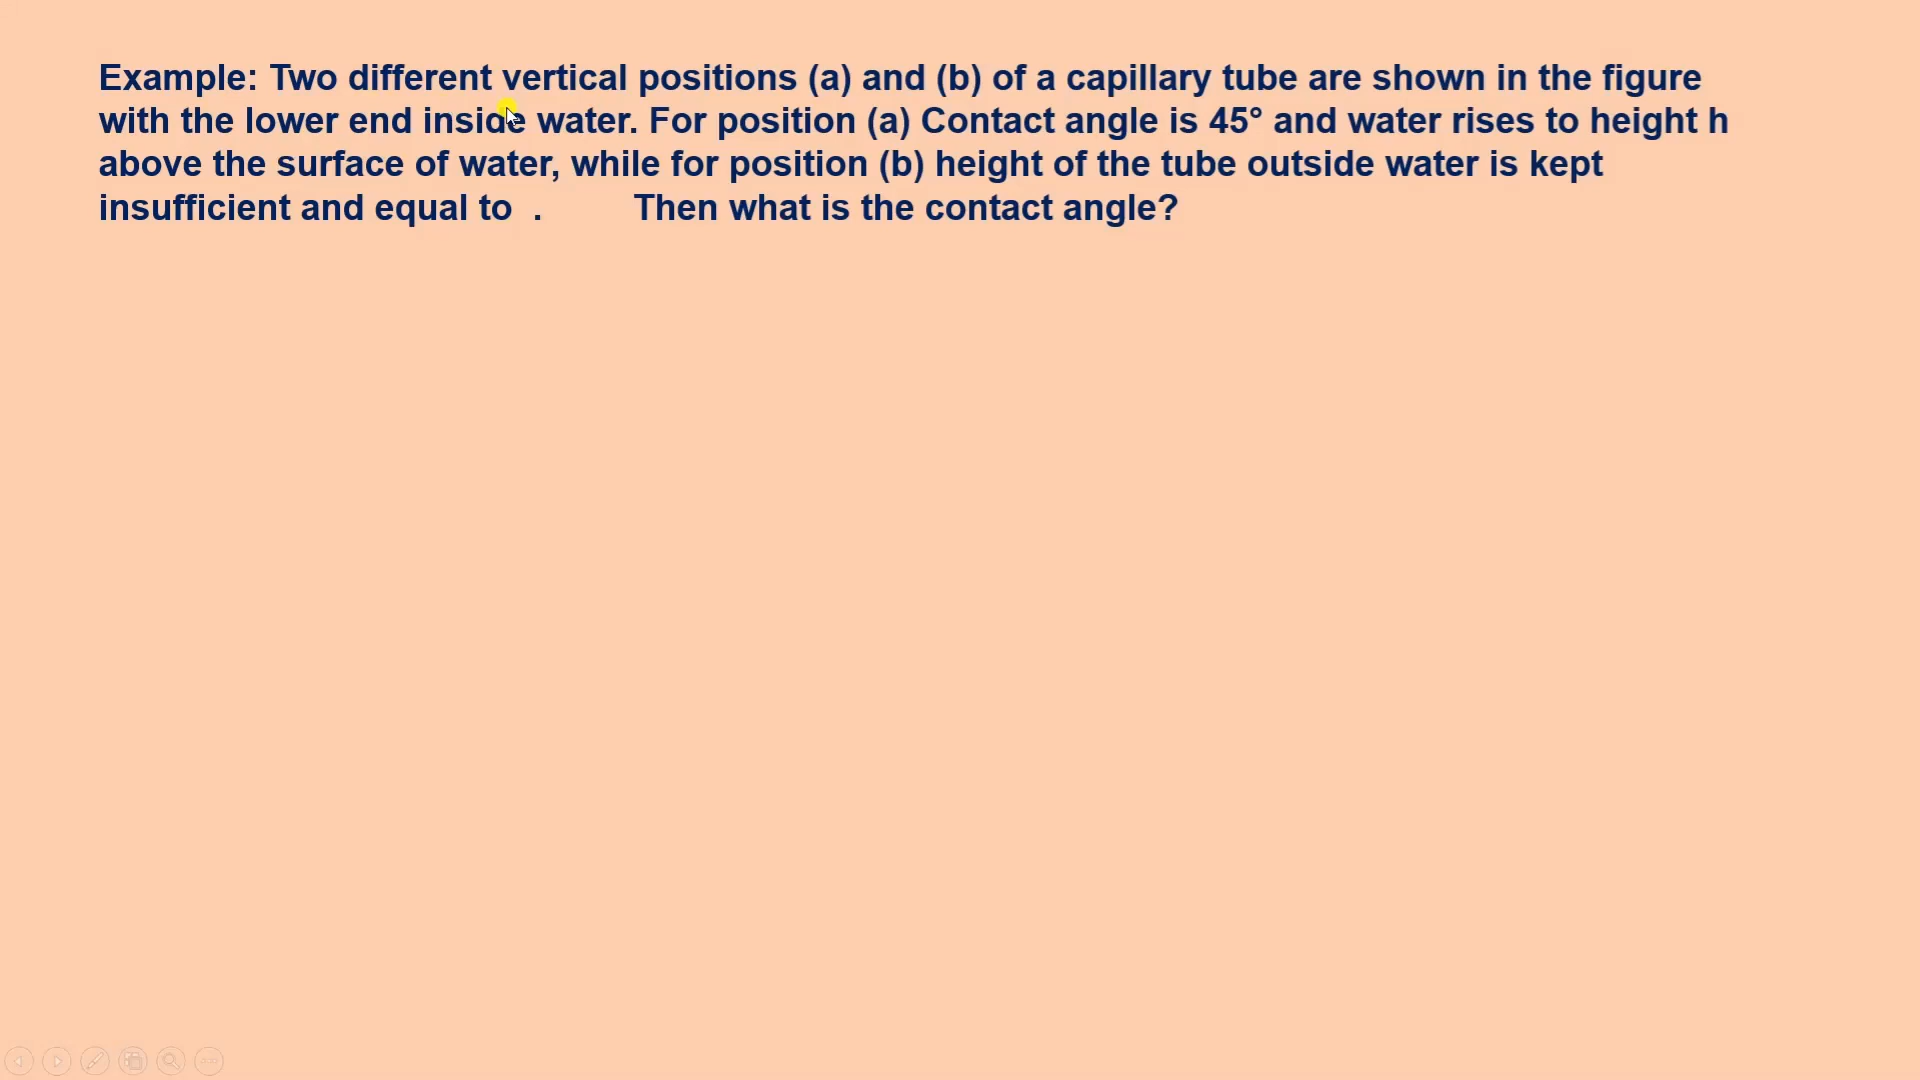 Example: Two different vertical positions (a) and (b) of a capillary tube are shown in the figure
with the lower end inside water. For position (a) Contact angle is 45° and water rises to height h
above the surface of water, while for position (b) height of the tube outside water is kept
insufficient and equal to . Then what is the contact angle?